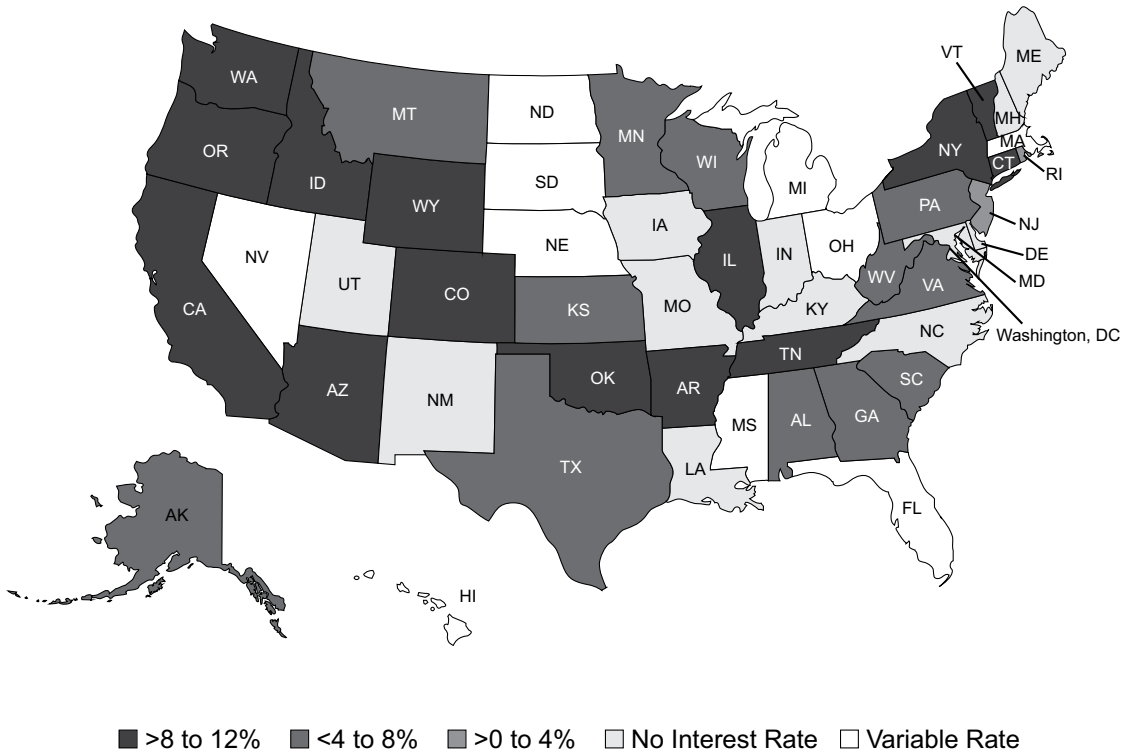 VT
ME
WA
MT
ND
MN
MH
OR
ID
SD
WI
NY
MA
CT
RI
WY
MI
PA
NJ
IA
NE
NV
UT
CO
IL
IN
OH
WV
VA
DE
MD
CA
KS
MO
KY
NC
Washington, DC
AZ
NM
OK
AR
TN
SC
MS
AL
GA
TX
LA
FL
AK
HI
>8 to 12% <4 to 8% >0 to 4% No Interest Rate Variable Rate